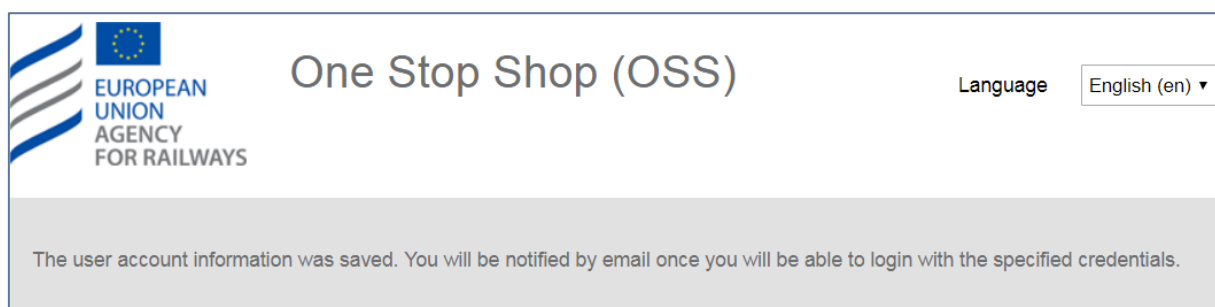 EUROPEAN
UNION
AGENCY
FOR RAILWAYS
One Stop Shop (OSS)
Language
English (en)
The user account information was saved. You will be notified by email once you will be able to login with the specified credentials.